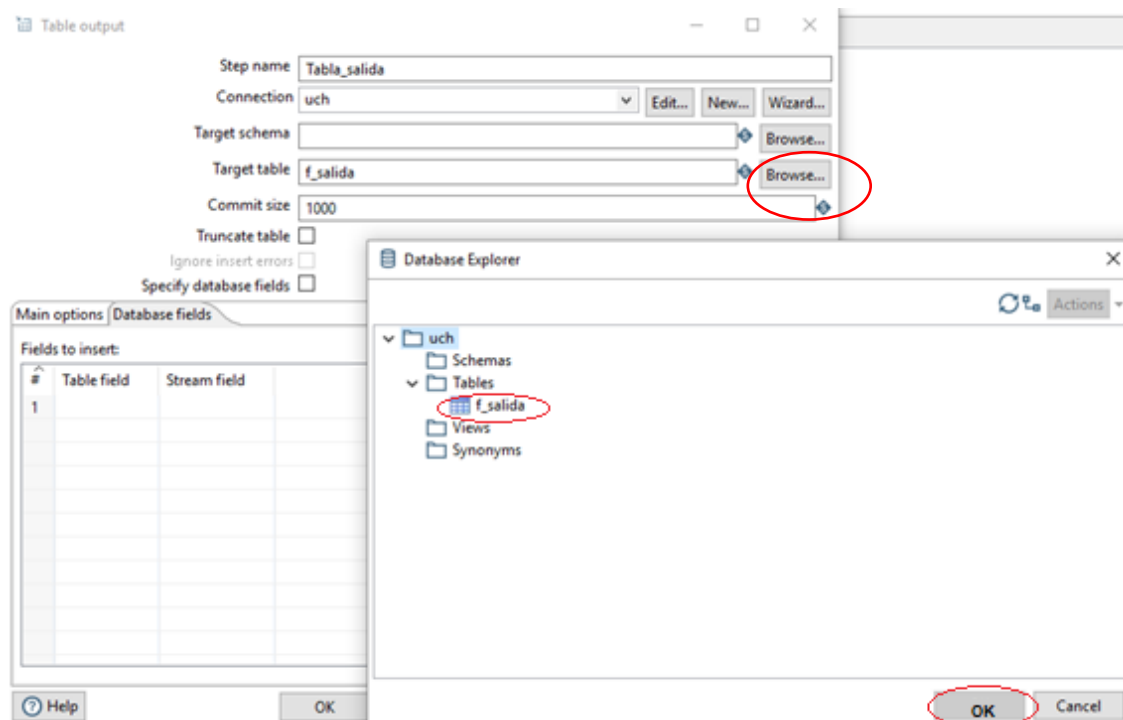 Table output
Step name Tabla_salida
Connection uch Edit... New... Wizard...
Target schema Browse...
Target table f_salida Browse...
Commit size 1000
Truncate table
Ignore insert errors
Specify database fields
Main options Database fields
Fields to insert:
# Table field Stream field
1
Help OK
Database Explorer
Actions
uch
Schemas
Tables
f_salida
Views
Synonyms
OK Cancel